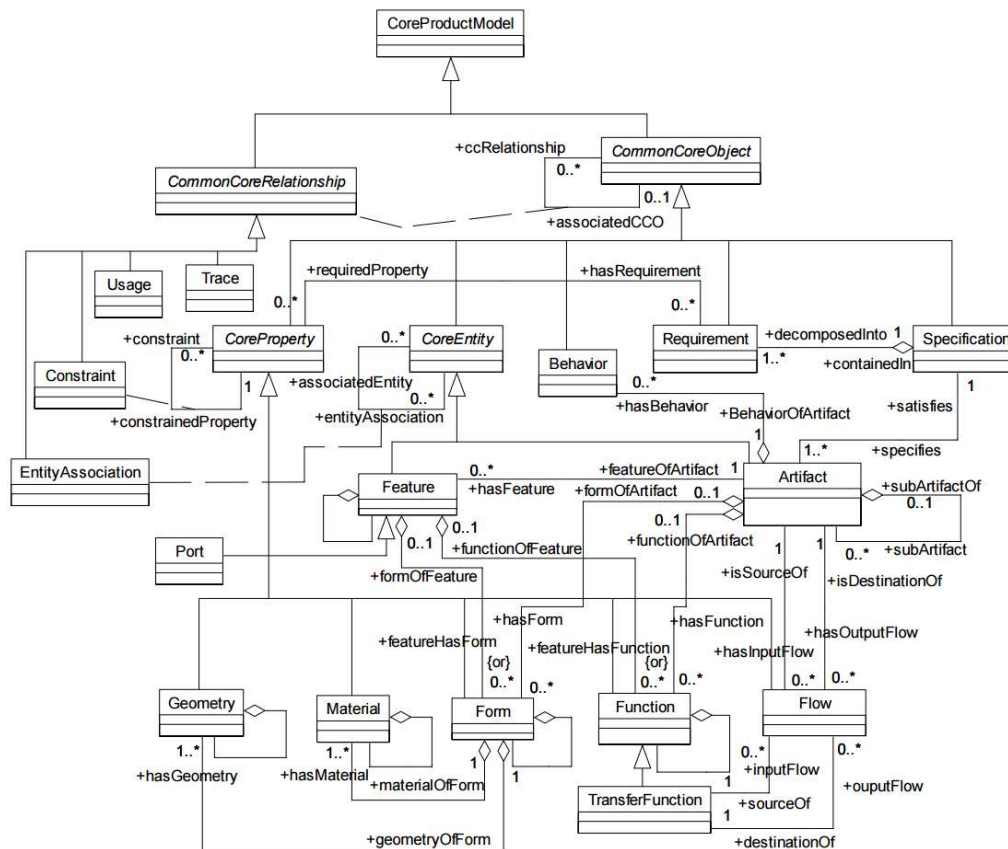 CoreProductModel
+ccRelationship
CommonCoreObject
0..*
CommonCoreRelationship
0..1
+associatedCCO
Usage
Trace
+requiredProperty
+hasRequirement
0..*
0..*
+constraint
CoreProperty
0..*
CoreEntity
Requirement
+decomposedInto
1
Specification
0..*
Behavior
1..*
+containedIn
Constraint
1
+associatedEntity
0..*
0..*
+constrainedProperty
+entityAssociation
+hasBehavior
+BehaviorOfArtifact
+satisfies
1
EntityAssociation
1
1..*
+specifies
0..*
+featureOfArtifact
1
Artifact
Feature
+hasFeature
+formOfArtifact
0..1
+subArtifactOf
0..1
0..1
0..1
0..1
+functionOfArtifact
Port
+functionOfFeature
1
1
0..*
+subArtifact
+formOfFeature
+isSourceOf
+isDestinationOf
+hasForm
+hasFunction
+featureHasForm
+featureHasFunction
+hasOutputFlow
+hasInputFlow
{or}
{or}
0..*
0..*
0..*
0..*
0..*
0..*
Geometry
Material
Form
Function
Flow
1..*
1..*
1
1
0..*
0..*
+hasGeometry
+hasMaterial
+materialOfForm
1
+inputFlow
+ouputFlow
TransferFunction
+sourceOf
1
+geometryOfForm
+destinationOf